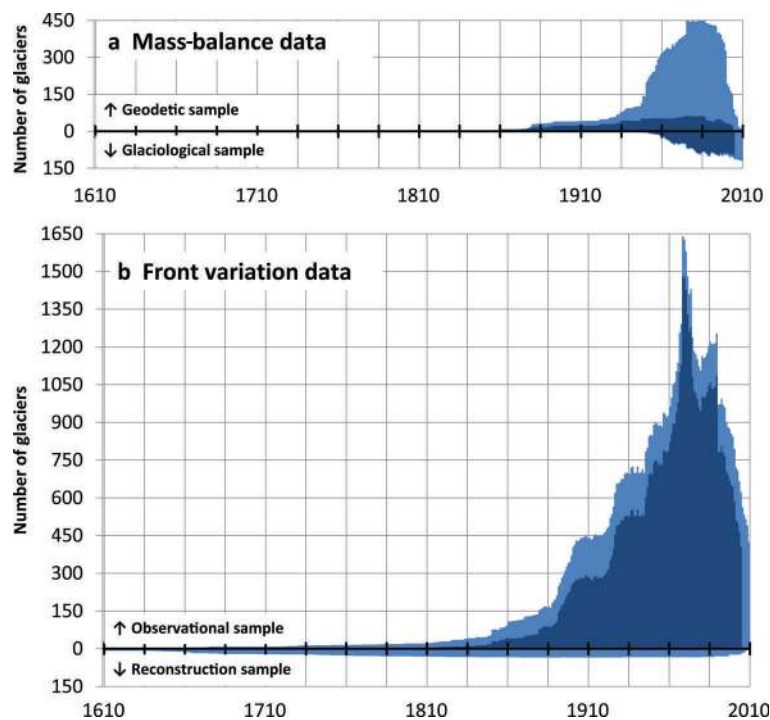 a Mass-balance data
Number of glaciers
450
300
150
0
150
↑ Geodetic sample
↓ Glaciological sample
1610 1710 1810 1910 2010
b Front variation data
Number of glaciers
1650
1500
1350
1200
1050
900
750
600
450
300
150
0
150
↑ Observational sample
↓ Reconstruction sample
1610 1710 1810 1910 2010